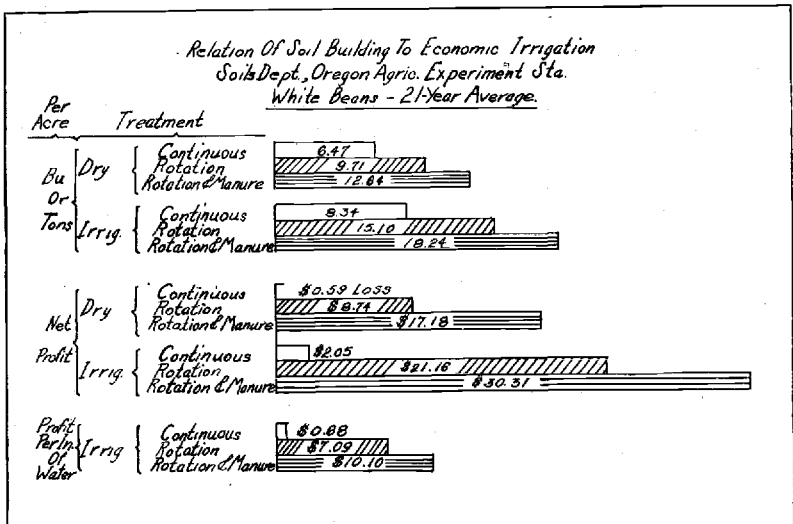 Relation Of Soil Building To Economic Irrigation
Soils Dept., Oregon Agric. Experiment Sta.
White Beans - 21-Year Average.
Per
Acre
Treatment
Bu
Or
Tons
Dry
Continuous 6.47
Rotation 9.71
Rotation & Manure 12.64
Irrig.
Continuous 8.34
Rotation 15.10
Rotation & Manure 18.24
Net
Profit
Dry
Continuous $0.59 Loss
Rotation $8.74
Rotation & Manure $17.18
Irrig.
Continuous $2.05
Rotation $21.16
Rotation & Manure $30.31
Profit
Per In.
Of
Water
Irrig
Continuous $0.68
Rotation $7.09
Rotation & Manure $10.10